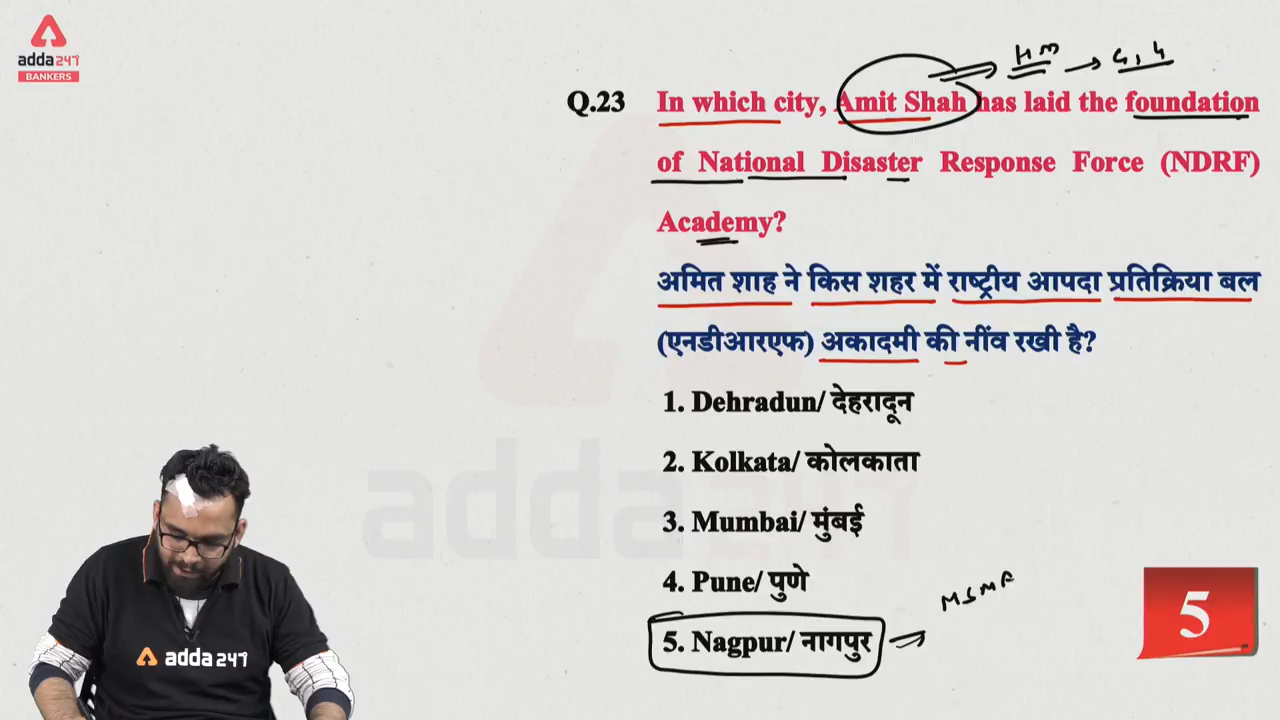 adda247
BANKERS
HM → G, G
Q.23 In which city, Amit Shah has laid the foundation
of National Disaster Response Force (NDRF)
Academy?
अमित शाह ने किस शहर में राष्ट्रीय आपदा प्रतिक्रिया बल
(एनडीआरएफ) अकादमी की नींव रखी है?
1. Dehradun/ देहरादून
2. Kolkata/ कोलकाता
3. Mumbai/ मुंबई
4. Pune/ पुणे
5. Nagpur/ नागपुर
5
adda247
adda247